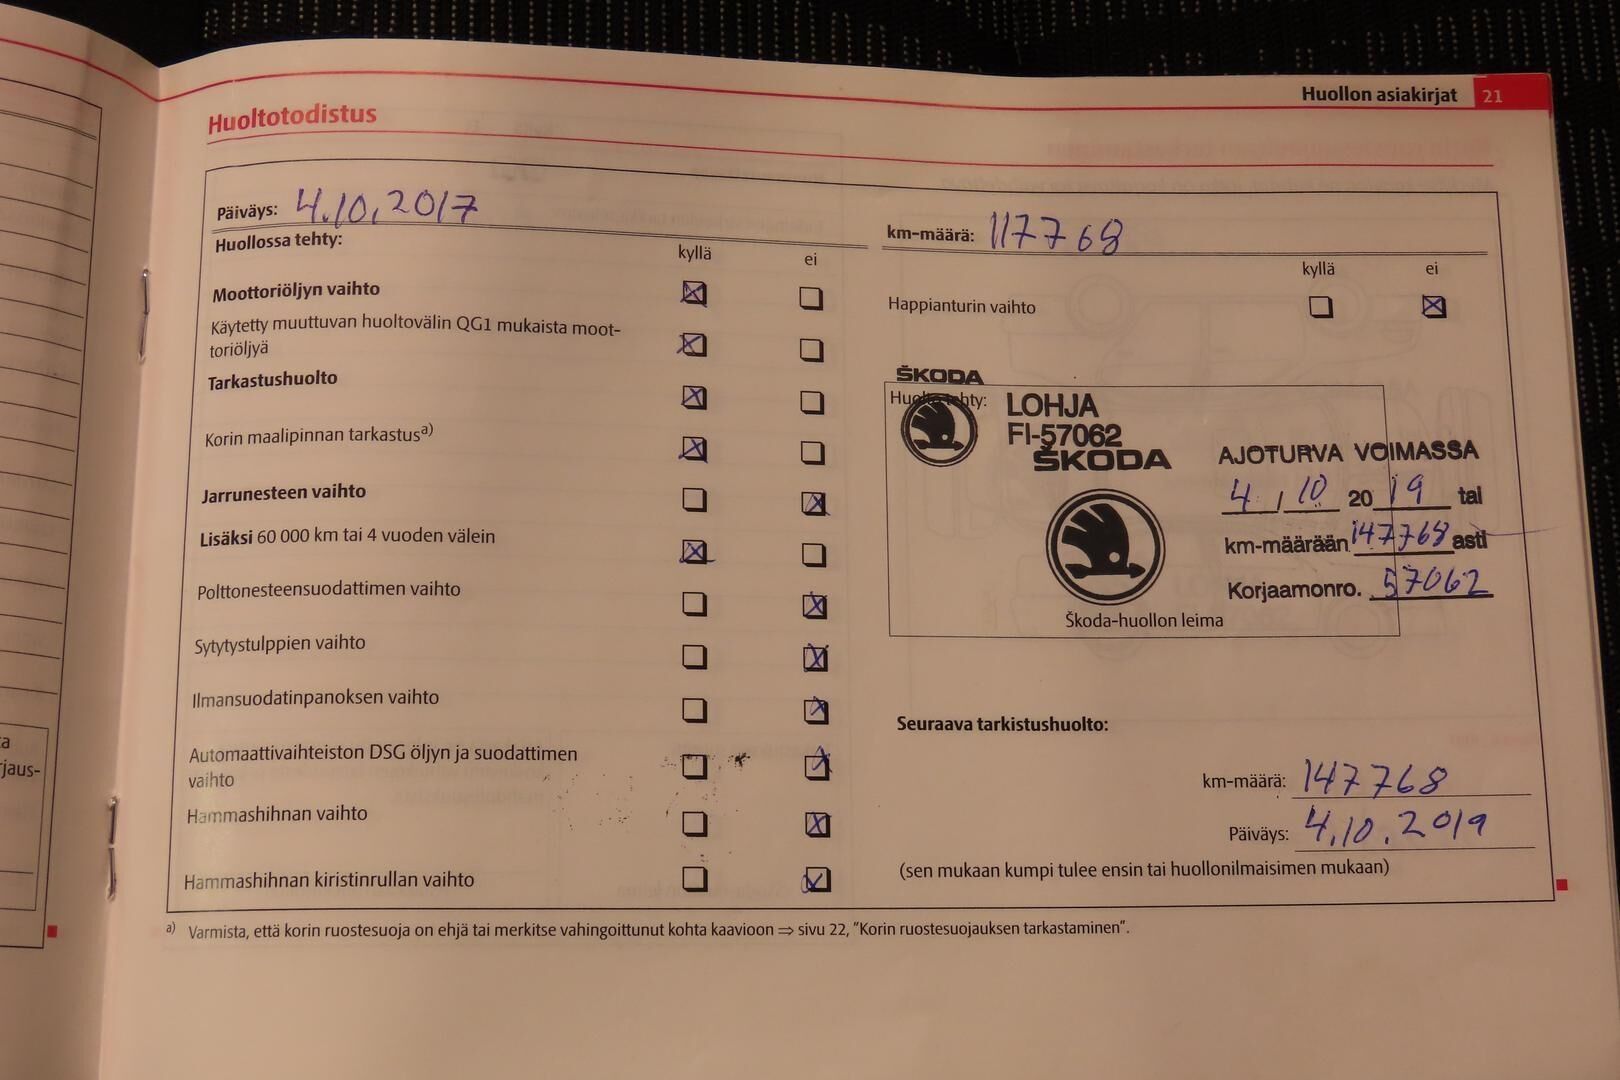 Huollon asiakirjat 21
Huoltotodistus
Päiväys: 4.10.2017
Huollossa tehty:
kyllä ei
Moottoriöljyn vaihto
Käytetty muuttuvan huoltovälin QG1 mukaista moot-
toriöljyä
Tarkastushuolto
Korin maalipinnan tarkastus a)
Jarrunesteen vaihto
Lisäksi 60 000 km tai 4 vuoden välein
Polttonesteensuodattimen vaihto
Sytytystulppien vaihto
Ilmansuodatinpanoksen vaihto
Automaattivaihteiston DSG öljyn ja suodattimen
vaihto
Hammashihnan vaihto
Hammashihnan kiristinrullan vaihto
km-määrä: 117768
kyllä ei
Happianturin vaihto
ŠKODA
Huolto tehty:
LOHJA
FI-57062
ŠKODA
AJOTURVA VOIMASSA
4 / 10 2019 tai
km-määrään 147768 asti
Korjaamonro. 57062
Škoda-huollon leima
Seuraava tarkistushuolto:
km-määrä: 147768
Päiväys: 4.10.2019
(sen mukaan kumpi tulee ensin tai huollonilmaisimen mukaan)
a) Varmista, että korin ruostesuoja on ehjä tai merkitse vahingoittunut kohta kaavioon ⇒ sivu 22, "Korin ruostesuojauksen tarkastaminen".
ta
rjaus-